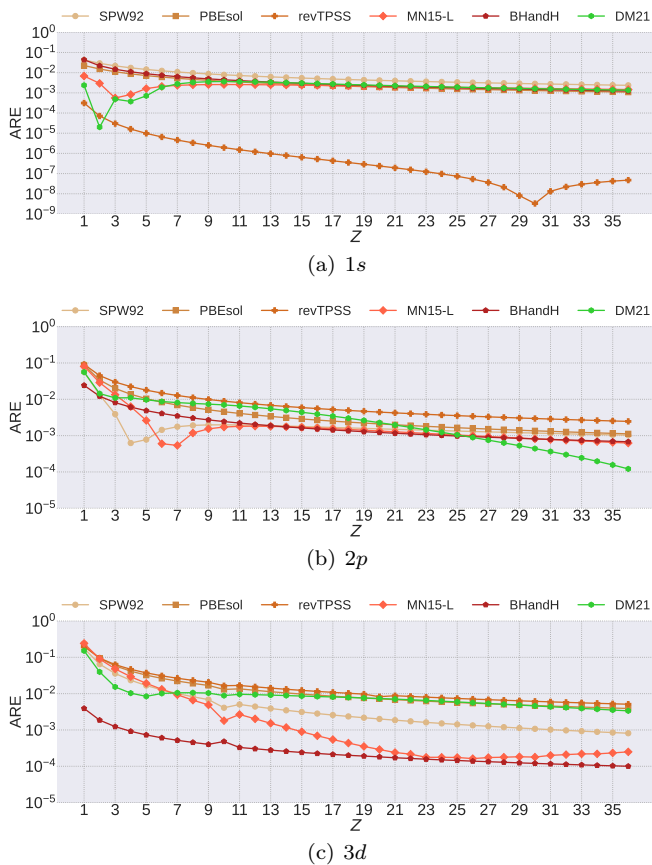 SPW92 PBEsol revTPSS MN15-L BHandH DM21
10⁰
10⁻¹
10⁻²
10⁻³
10⁻⁴
10⁻⁵
10⁻⁶
10⁻⁷
10⁻⁸
10⁻⁹
ARE
1 3 5 7 9 11 13 15 17 19 21 23 25 27 29 31 33 35
Z
(a) 1s
SPW92 PBEsol revTPSS MN15-L BHandH DM21
10⁰
10⁻¹
10⁻²
10⁻³
10⁻⁴
10⁻⁵
ARE
1 3 5 7 9 11 13 15 17 19 21 23 25 27 29 31 33 35
Z
(b) 2p
SPW92 PBEsol revTPSS MN15-L BHandH DM21
10⁰
10⁻¹
10⁻²
10⁻³
10⁻⁴
10⁻⁵
ARE
1 3 5 7 9 11 13 15 17 19 21 23 25 27 29 31 33 35
Z
(c) 3d